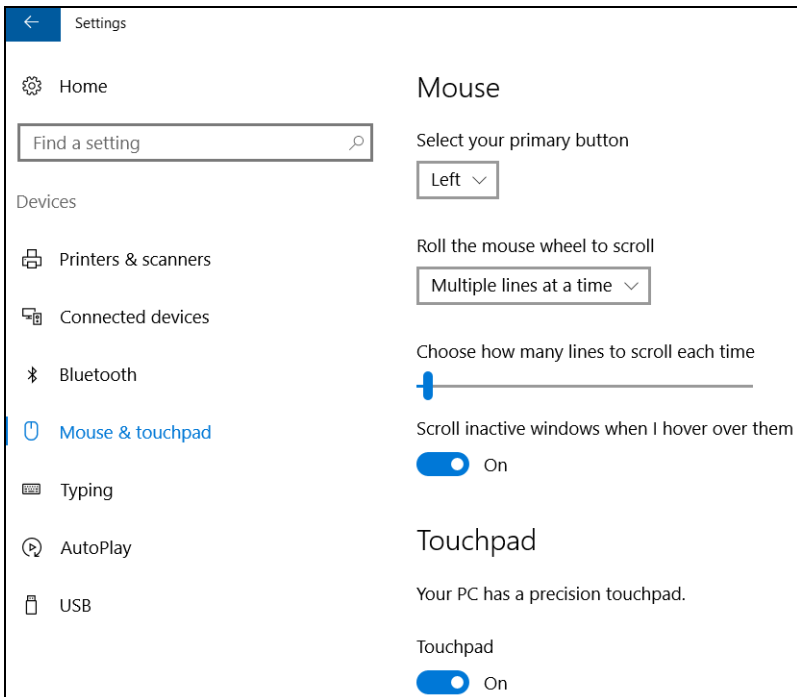 Settings
Home
Find a setting
Devices
Printers & scanners
Connected devices
Bluetooth
Mouse & touchpad
Typing
AutoPlay
USB
Mouse
Select your primary button
Left
Roll the mouse wheel to scroll
Multiple lines at a time
Choose how many lines to scroll each time
Scroll inactive windows when I hover over them
On
Touchpad
Your PC has a precision touchpad.
Touchpad
On